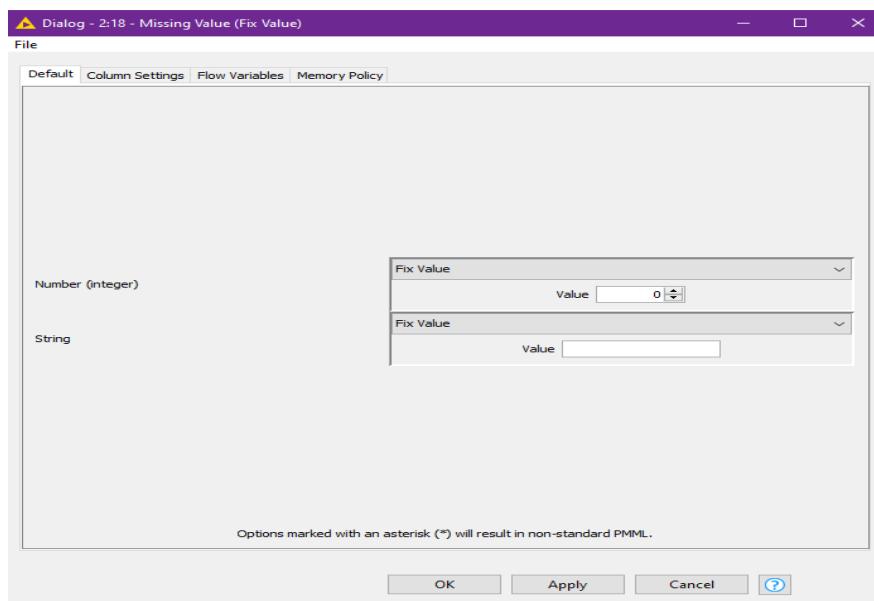 Dialog - 2:18 - Missing Value (Fix Value)
File
Default Column Settings Flow Variables Memory Policy
Fix Value
Number (integer)
Value 0
Fix Value
String
Value
Options marked with an asterisk (*) will result in non-standard PMML.
OK Apply Cancel ?